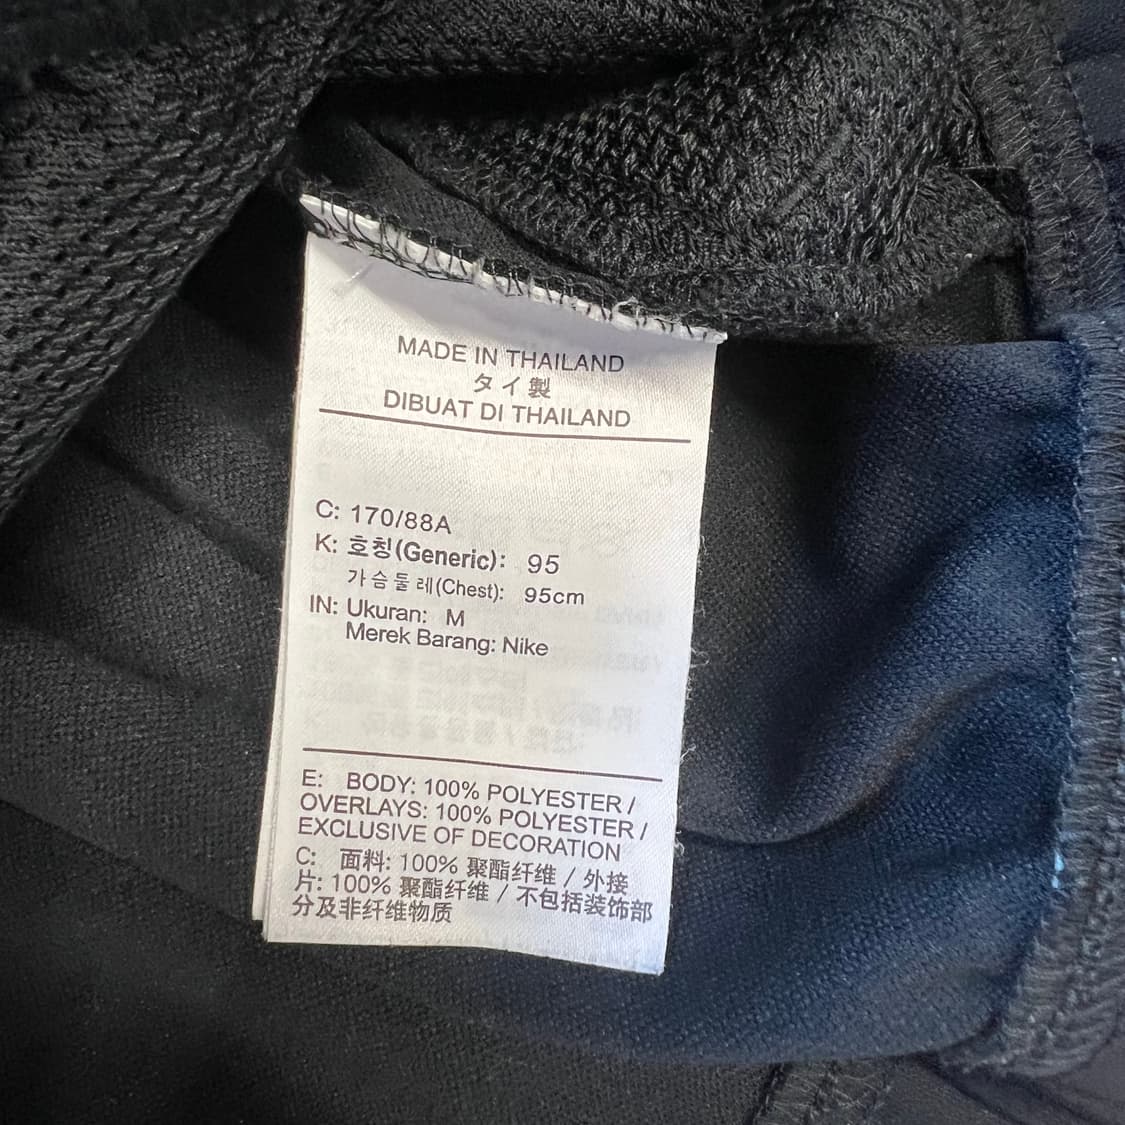 MADE IN THAILAND
タイ製
DIBUAT DI THAILAND
C: 170/88A
K: 호칭(Generic): 95
가슴둘레(Chest): 95cm
IN: Ukuran: M
Merek Barang: Nike
E: BODY: 100% POLYESTER /
OVERLAYS: 100% POLYESTER /
EXCLUSIVE OF DECORATION
C: 面料: 100% 聚酯纤维 / 外接
片: 100% 聚酯纤维 / 不包括装饰部
分及非纤维物质